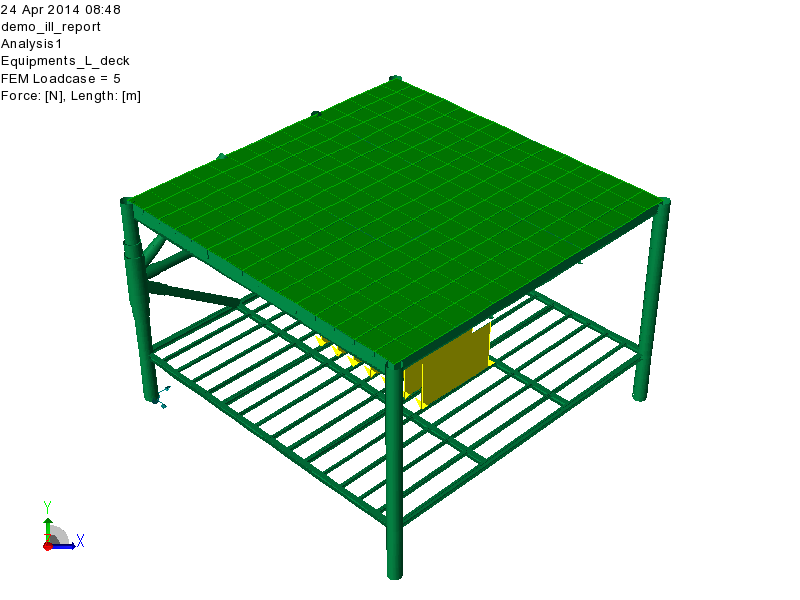 24 Apr 2014 08:48
demo_ill_report
Analysis1
Equipments_L_deck
FEM Loadcase = 5
Force: [N], Length: [m]
Y
Z
X